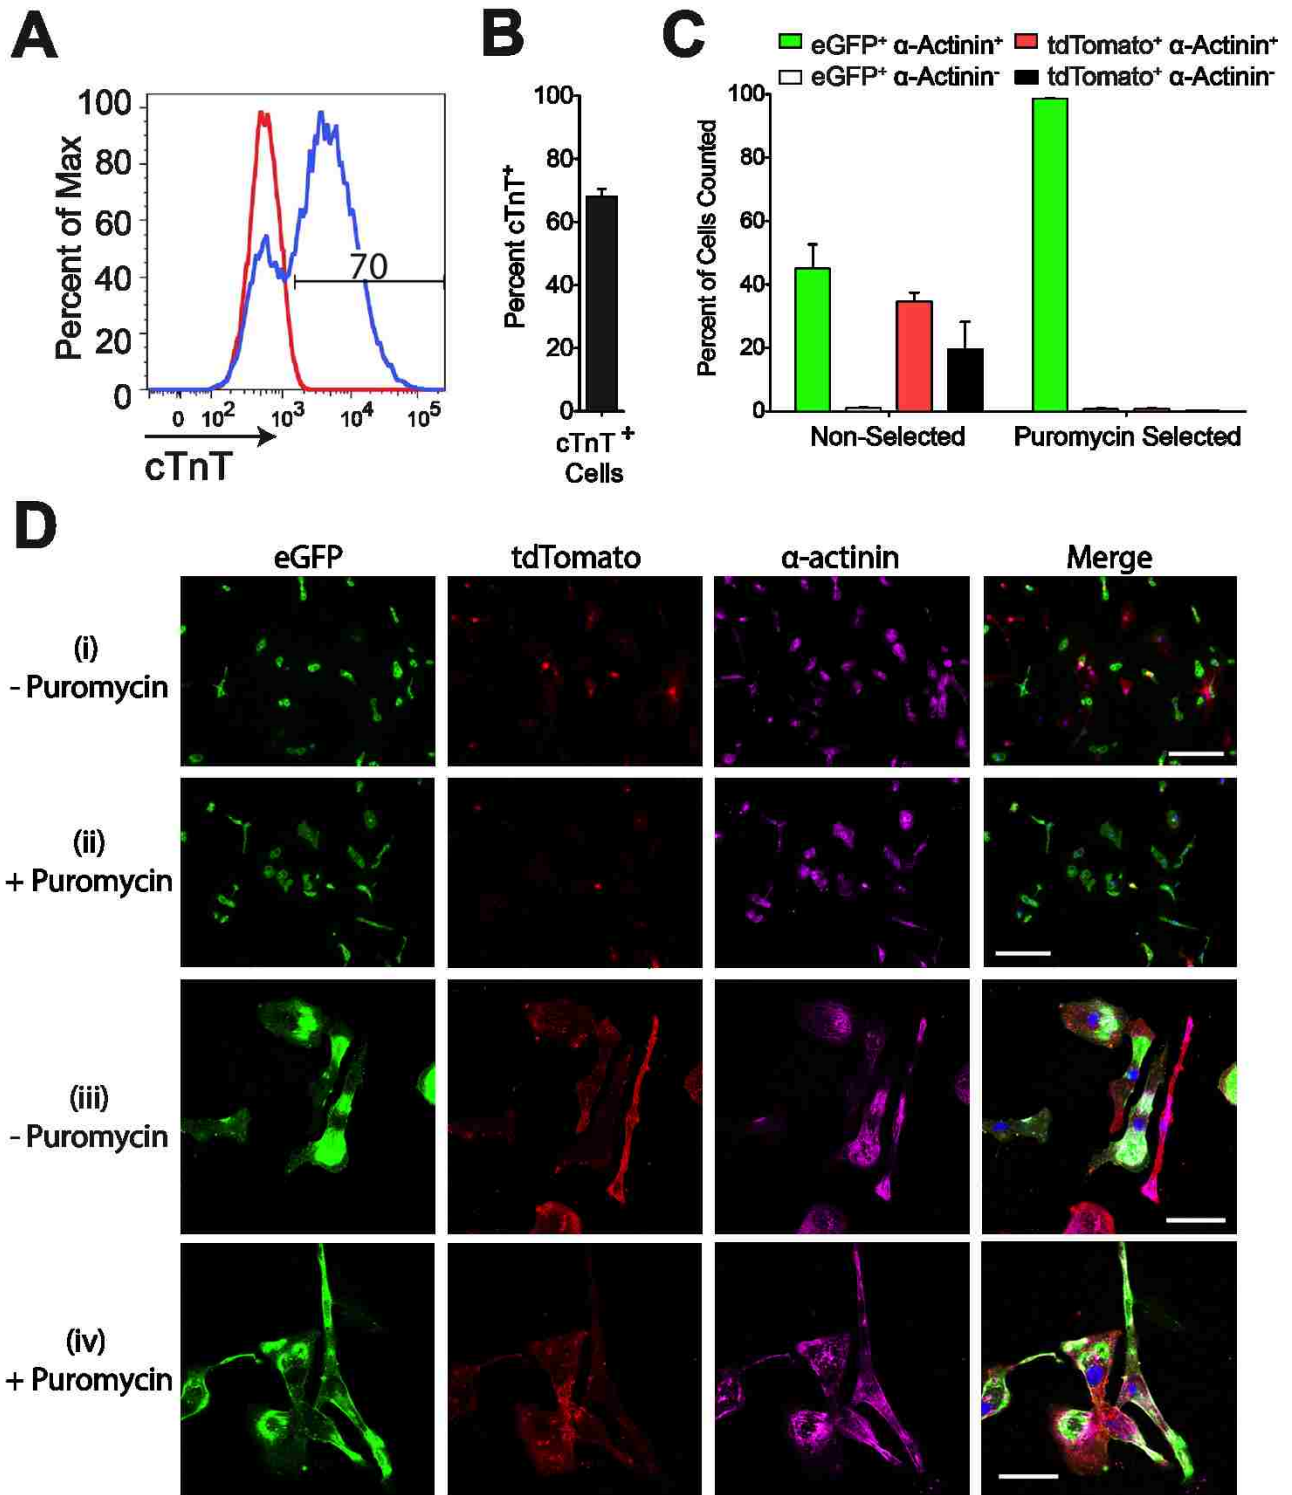 A
Percent of Max
100
80
60
40
20
0
70
0 10² 10³ 10⁴ 10⁵
cTnT
B
Percent cTnT⁺
100
80
60
40
20
0
cTnT⁺
Cells
C
eGFP⁺ α-Actinin⁺ tdTomato⁺ α-Actinin⁺
eGFP⁺ α-Actinin⁻ tdTomato⁺ α-Actinin⁻
Percent of Cells Counted
100
80
60
40
20
0
Non-Selected Puromycin Selected
D
eGFP tdTomato α-actinin Merge
(i)
- Puromycin
(ii)
+ Puromycin
(iii)
- Puromycin
(iv)
+ Puromycin